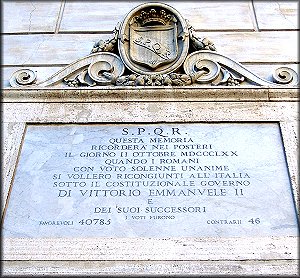 S.P.Q.R.
S.P.Q.R.
QUESTA MEMORIA
RICORDERÀ NEI POSTERI
IL GIORNO II OTTOBRE MDCCCLXX
QUANDO I ROMANI
CON VOTO SOLENNE UNANIME
SI VOLLERO RICONGIUNTI ALL'ITALIA
SOTTO IL COSTITUZIONALE GOVERNO
DI VITTORIO EMMANVELE II
E
DEI SUOI SUCCESSORI
I VOTI FURONO
FAVOREVOLI 40785 CONTRARII 46